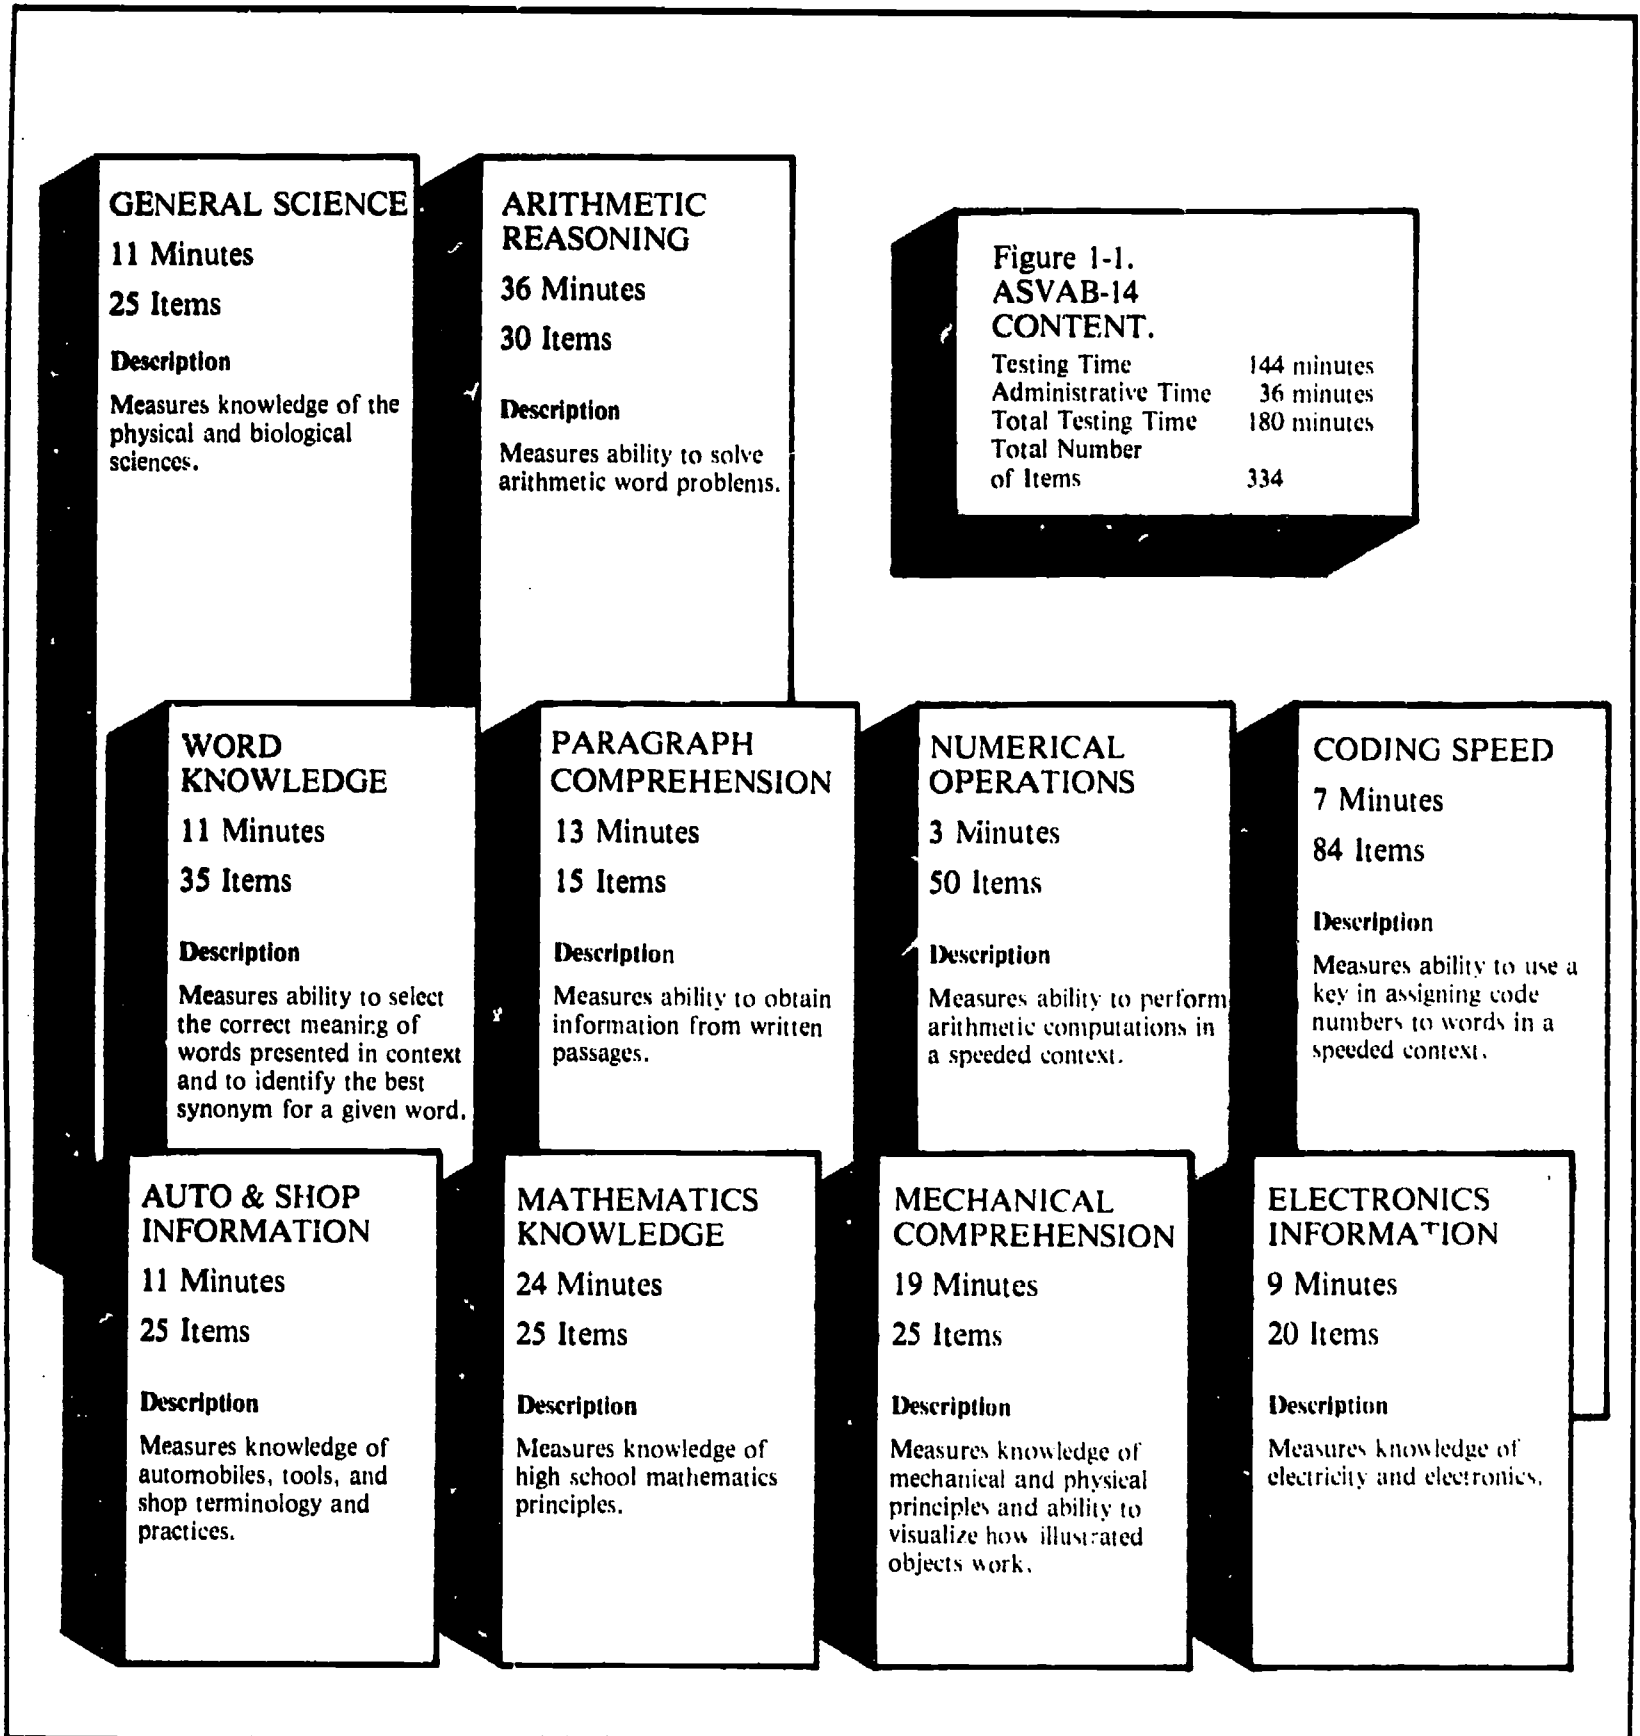 GENERAL SCIENCE
11 Minutes
25 Items
Description
Measures knowledge of the
physical and biological
sciences.
ARITHMETIC
REASONING
36 Minutes
30 Items
Description
Measures ability to solve
arithmetic word problems.
Figure 1-1.
ASVAB-14
CONTENT.
Testing Time 144 minutes
Administrative Time 36 minutes
Total Testing Time 180 minutes
Total Number
of Items 334
WORD
KNOWLEDGE
11 Minutes
35 Items
Description
Measures ability to select
the correct meaning of
words presented in context
and to identify the best
synonym for a given word.
PARAGRAPH
COMPREHENSION
13 Minutes
15 Items
Description
Measures ability to obtain
information from written
passages.
NUMERICAL
OPERATIONS
3 Minutes
50 Items
Description
Measures ability to perform
arithmetic computations in
a speeded context.
CODING SPEED
7 Minutes
84 Items
Description
Measures ability to use a
key in assigning code
numbers to words in a
speeded context.
AUTO & SHOP
INFORMATION
11 Minutes
25 Items
Description
Measures knowledge of
automobiles, tools, and
shop terminology and
practices.
MATHEMATICS
KNOWLEDGE
24 Minutes
25 Items
Description
Measures knowledge of
high school mathematics
principles.
MECHANICAL
COMPREHENSION
19 Minutes
25 Items
Description
Measures knowledge of
mechanical and physical
principles and ability to
visualize how illustrated
objects work.
ELECTRONICS
INFORMATION
9 Minutes
20 Items
Description
Measures knowledge of
electricity and electronics.